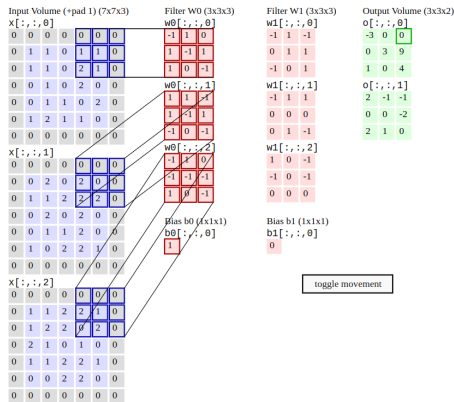 Input Volume (+pad 1) (7x7x3)
x[:,:,0]
0 0 0 0 0 0 0
0 1 1 0 1 1 0
0 1 1 0 2 1 0
0 0 1 0 2 0 0
0 0 1 1 0 2 0
0 1 2 1 1 0 0
0 0 0 0 0 0 0
x[:,:,1]
0 0 0 0 0 0 0
0 0 2 0 2 0 0
0 1 1 2 2 2 0
0 0 2 0 2 0 0
0 0 1 1 2 0 0
0 1 0 2 2 1 0
0 0 0 0 0 0 0
x[:,:,2]
0 0 0 0 0 0 0
0 1 1 2 2 1 0
0 1 2 2 0 2 0
0 2 1 0 1 0 0
0 1 1 2 2 1 0
0 0 0 2 2 0 0
0 0 0 0 0 0 0
Filter W0 (3x3x3)
w0[:,:,0]
-1 1 0
1 -1 1
1 0 -1
w0[:,:,1]
1 1 -1
1 -1 1
-1 0 -1
w0[:,:,2]
-1 1 0
-1 -1 -1
1 0 -1
Bias b0 (1x1x1)
b0[:,:,0]
1
Filter W1 (3x3x3)
w1[:,:,0]
-1 1 -1
0 1 1
0 -1 1
w1[:,:,1]
-1 1 1
0 0 0
0 1 -1
w1[:,:,2]
1 0 -1
-1 0 -1
0 0 0
Bias b1 (1x1x1)
b1[:,:,0]
0
Output Volume (3x3x2)
o[:,:,0]
-3 0 0
0 3 9
1 0 4
o[:,:,1]
2 -1 -1
0 0 -2
2 1 0
toggle movement